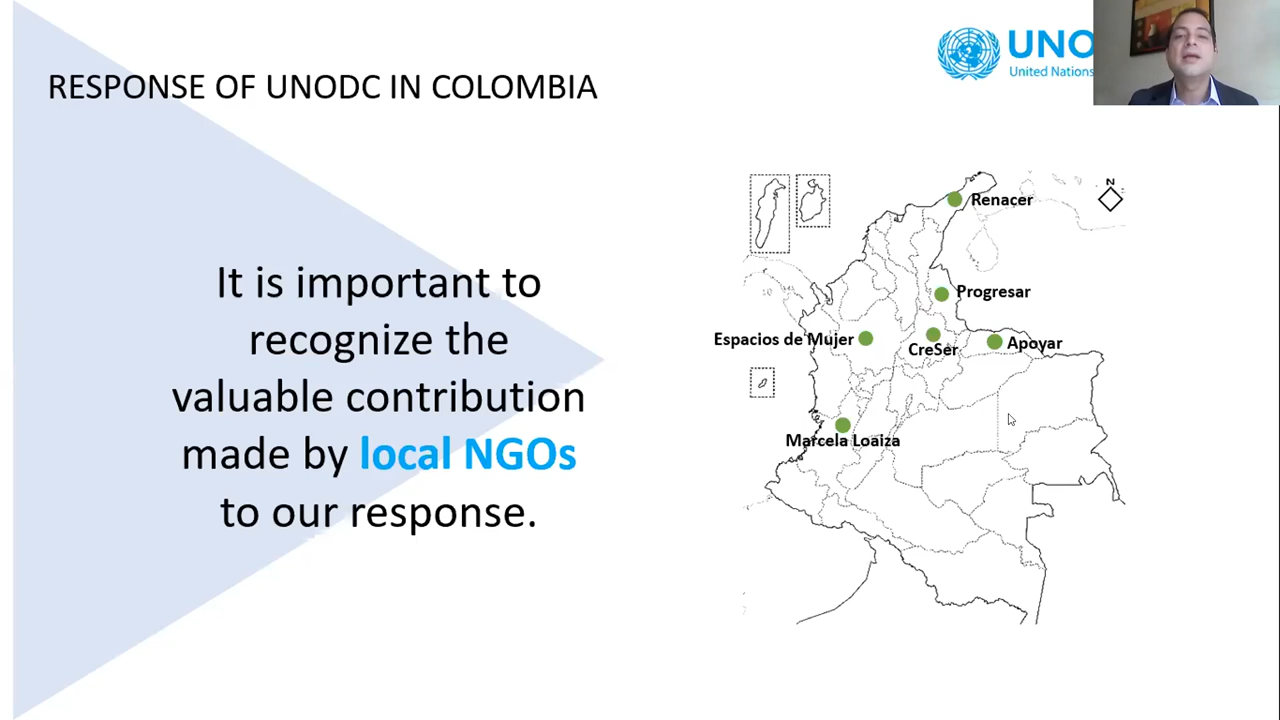 RESPONSE OF UNODC IN COLOMBIA
UNO
United Nations
It is important to
recognize the
valuable contribution
made by local NGOs
to our response.
N
Renacer
Progresar
Espacios de Mujer
CreSer
Apoyar
Marcela Loaiza